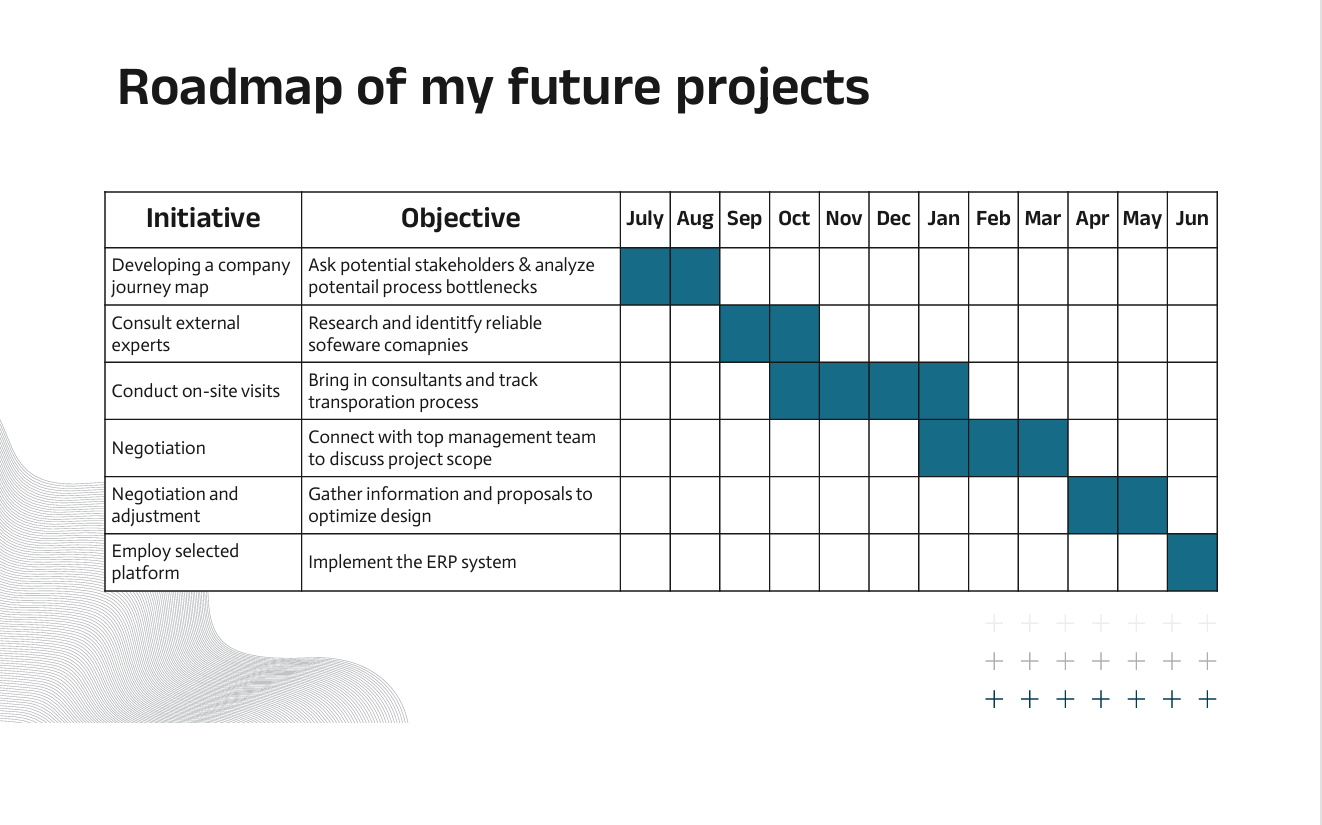 Roadmap of my future projects
Initiative Objective July Aug Sep Oct Nov Dec Jan Feb Mar Apr May Jun
Developing a company
journey map
Ask potential stakeholders & analyze
potentail process bottlenecks
Consult external
experts
Research and identitfy reliable
sofeware comapnies
Conduct on-site visits
Bring in consultants and track
transporation process
Negotiation
Connect with top management team
to discuss project scope
Negotiation and
adjustment
Gather information and proposals to
optimize design
Employ selected
platform
Implement the ERP system